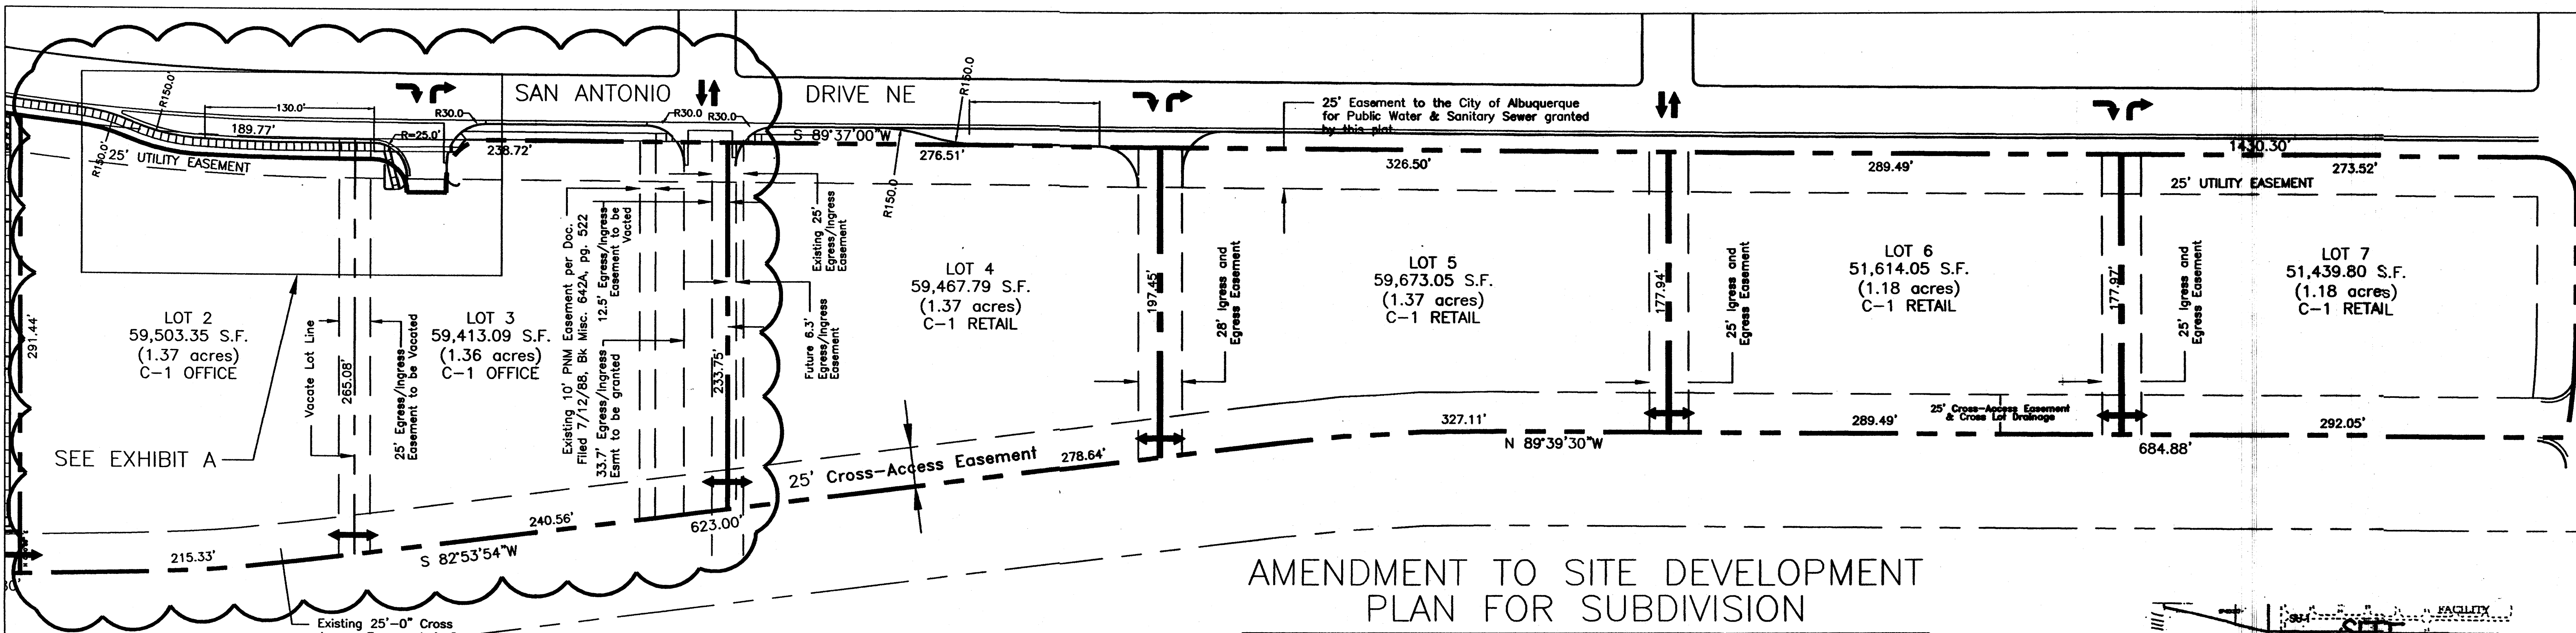 SAN ANTONIO
DRIVE NE
R150.0'
130.0'
189.77'
R150.0'
25' UTILITY EASEMENT
R=25.0'
R30.0
238.72'
R30.0
R30.0
S 89°37'00"W
R150.0
276.51'
R150.0
25' Easement to the City of Albuquerque
for Public Water & Sanitary Sewer granted
by this plat
326.50'
289.49'
1430.30'
273.52'
25' UTILITY EASEMENT
291.44'
LOT 2
59,503.35 S.F.
(1.37 acres)
C-1 OFFICE
Vacate Lot Line
265.08'
25' Egress/Ingress
Easement to be Vacated
LOT 3
59,413.09 S.F.
(1.36 acres)
C-1 OFFICE
Existing 10' PNM Easement per Doc.
Filed 7/12/88, Bk Misc. 642A, pg. 522
33.7' Egress/Ingress
Esmt to be granted
12.5' Egress/Ingress
Easement to be
Vacted
233.75'
Existing 25'
Egress/Ingress
Easement
Future 6.3'
Egress/Ingress
Easement
LOT 4
59,467.79 S.F.
(1.37 acres)
C-1 RETAIL
197.45'
28' Igress and
Egress Easement
LOT 5
59,673.05 S.F.
(1.37 acres)
C-1 RETAIL
177.94'
25' Igress and
Egress Easement
LOT 6
51,614.05 S.F.
(1.18 acres)
C-1 RETAIL
177.97'
25' Igress and
Egress Easement
LOT 7
51,439.80 S.F.
(1.18 acres)
C-1 RETAIL
SEE EXHIBIT A
215.33'
S 82°53'54"W
240.56'
623.00'
25' Cross-Access Easement
278.64'
327.11'
N 89°39'30"W
289.49'
25' Cross-Access Easement
& Cross Lot Drainage
684.88'
292.05'
Existing 25'-0" Cross
AMENDMENT TO SITE DEVELOPMENT
PLAN FOR SUBDIVISION
FACILITY
SU-1
SITE